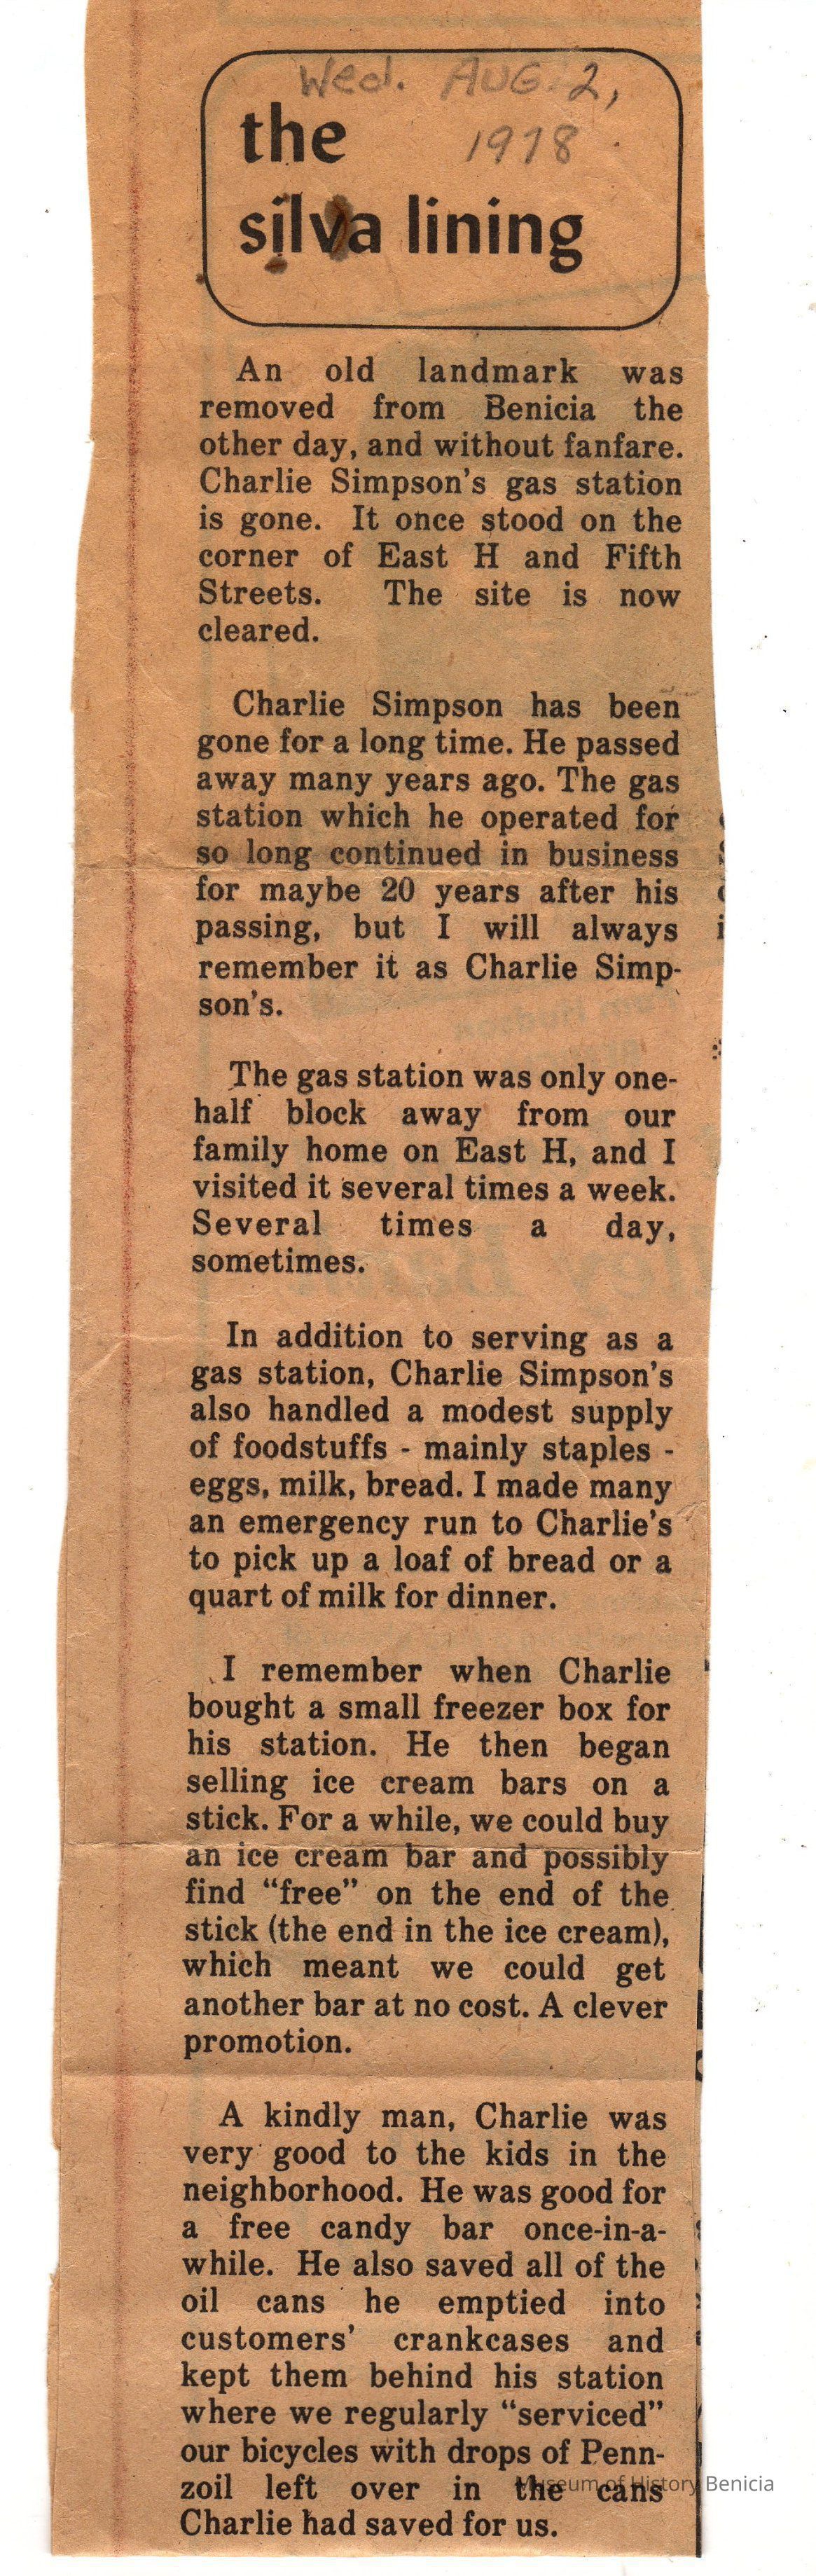 Wed. AUG. 2,
1978
the
silva lining
An old landmark was
removed from Benicia the
other day, and without fanfare.
Charlie Simpson's gas station
is gone. It once stood on the
corner of East H and Fifth
Streets. The site is now
cleared.
Charlie Simpson has been
gone for a long time. He passed
away many years ago. The gas
station which he operated for
so long continued in business
for maybe 20 years after his
passing, but I will always
remember it as Charlie Simp-
son's.
The gas station was only one-
half block away from our
family home on East H, and I
visited it several times a week.
Several times a day,
sometimes.
In addition to serving as a
gas station, Charlie Simpson's
also handled a modest supply
of foodstuffs - mainly staples -
eggs, milk, bread. I made many
an emergency run to Charlie's
to pick up a loaf of bread or a
quart of milk for dinner.
I remember when Charlie
bought a small freezer box for
his station. He then began
selling ice cream bars on a
stick. For a while, we could buy
an ice cream bar and possibly
find "free" on the end of the
stick (the end in the ice cream),
which meant we could get
another bar at no cost. A clever
promotion.
A kindly man, Charlie was
very good to the kids in the
neighborhood. He was good for
a free candy bar once-in-a-
while. He also saved all of the
oil cans he emptied into
customers' crankcases and
kept them behind his station
where we regularly "serviced"
our bicycles with drops of Penn-
zoil left over in the cans
Charlie had saved for us.
Museum of History Benicia